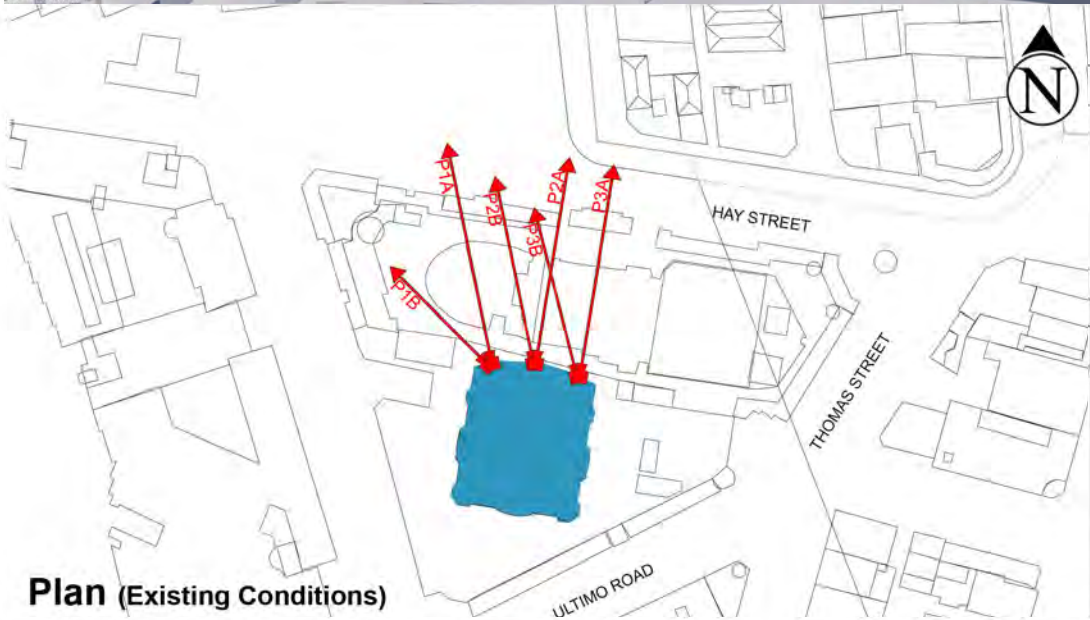 N
P1A
P2B
P2A
P3A
P3B
P1B
HAY STREET
THOMAS STREET
ULTIMO ROAD
Plan (Existing Conditions)